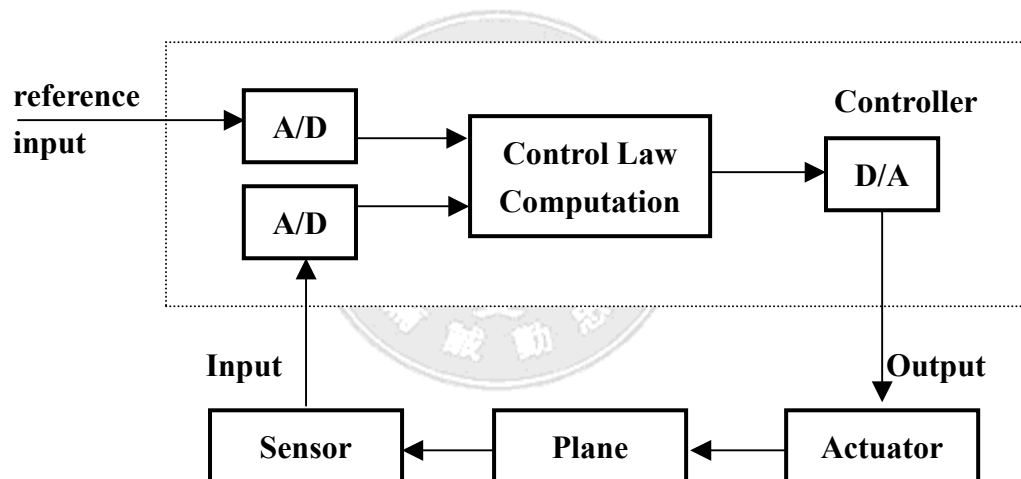 reference
input
A/D
A/D
Control Law
Computation
Controller
D/A
Input
Output
Sensor
Plane
Actuator